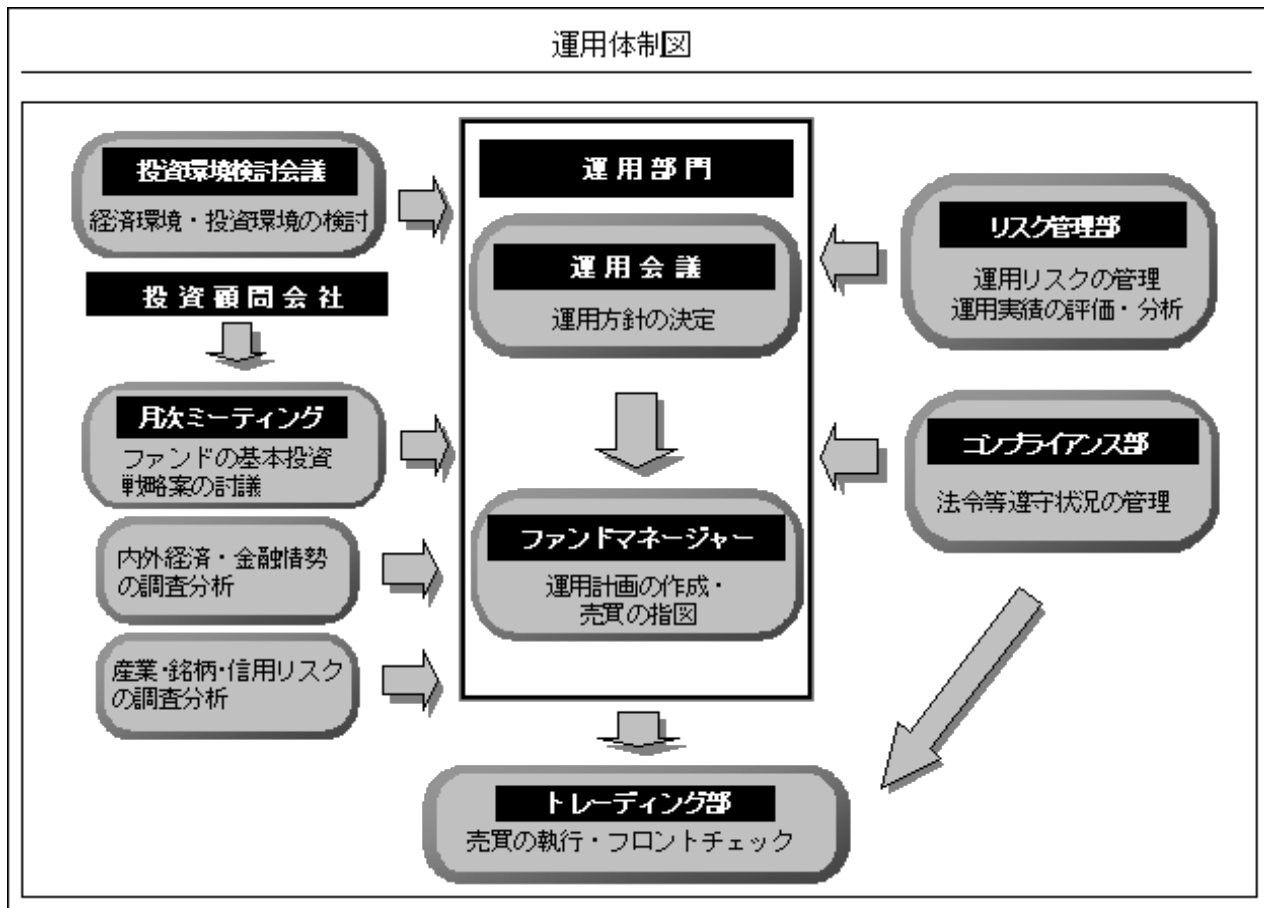 運用体制図
投資環境検討会議
経済環境・投資環境の検討
投資顧問会社
月次ミーティング
ファンドの基本投資
戦略案の討議
内外経済・金融情勢
の調査分析
産業・銘柄・信用リスク
の調査分析
運用部門
運用会議
運用方針の決定
ファンドマネージャー
運用計画の作成・
売買の指図
リスク管理部
運用リスクの管理
運用実績の評価・分析
コンプライアンス部
法令等遵守状況の管理
トレーディング部
売買の執行・フロントチェック